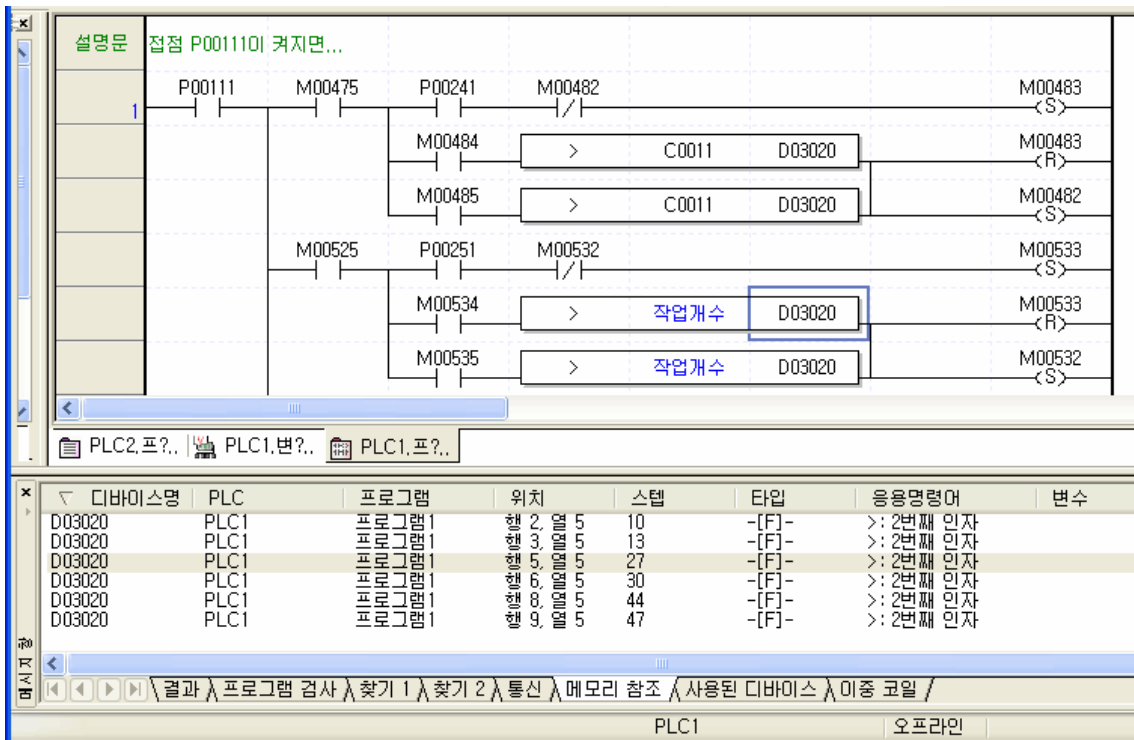 설명문 접점 P00111이 켜지면...
P00111 M00475 P00241 M00482 M00483
1 (S)
M00484 > C0011 D03020 M00483
(R)
M00485 > C0011 D03020 M00482
(S)
M00525 P00251 M00532 M00533
(S)
M00534 > 작업개수 D03020 M00533
(R)
M00535 > 작업개수 D03020 M00532
(S)
PLC2,프?.. PLC1,변?.. PLC1,프?..
디바이스명 PLC 프로그램 위치 스텝 타입 응용명령어 변수
D03020 PLC1 프로그램1 행 2, 열 5 10 -[F]- >: 2번째 인자
D03020 PLC1 프로그램1 행 3, 열 5 13 -[F]- >: 2번째 인자
D03020 PLC1 프로그램1 행 5, 열 5 27 -[F]- >: 2번째 인자
D03020 PLC1 프로그램1 행 6, 열 5 30 -[F]- >: 2번째 인자
D03020 PLC1 프로그램1 행 8, 열 5 44 -[F]- >: 2번째 인자
D03020 PLC1 프로그램1 행 9, 열 5 47 -[F]- >: 2번째 인자
결과 프로그램 검사 찾기 1 찾기 2 통신 메모리 참조 사용된 디바이스 이중 코일
PLC1 오프라인